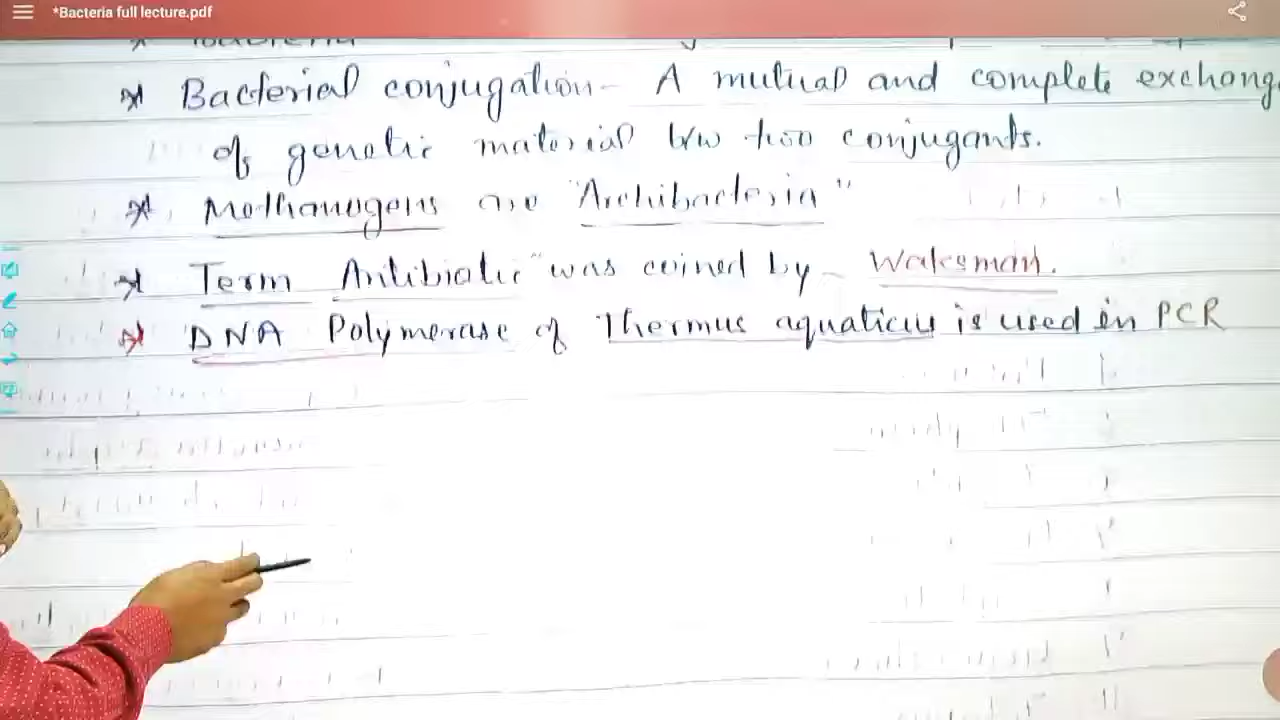 *Bacteria full lecture.pdf
* Bacterial conjugation - A mutual and complete exchang
of genetic material b/w two conjugants.
* Methanogens are "Archibacteria"
* Term Antibiotic" was coined by - Waksman.
* DNA Polymerase of Thermus aquaticus is used in PCR